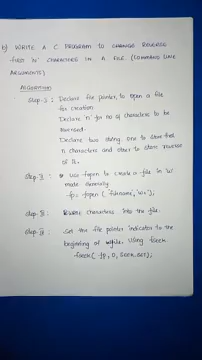 b) WRITE A C PROGRAM TO CHANGE REVERSE
FIRST 'n' CHARACTERS IN A FILE. (COMMAND LINE
ARGUMENTS)
ALGORITHM
Step-I : Declare file pointer, to open a file
for creation
Declare 'n' for no of characters to be
reversed.
Declare two string, one to store first
n characters and other to store reverse
of it.
Step-II : Use fopen to create a file in 'w'
mode
fp = fopen ('filename', 'w');
Step-III : characters into the file.
Step-IV : Set the file pointer indicator to the
beginning of file. Using fseek
fseek (fp, 0, SEEK_SET);